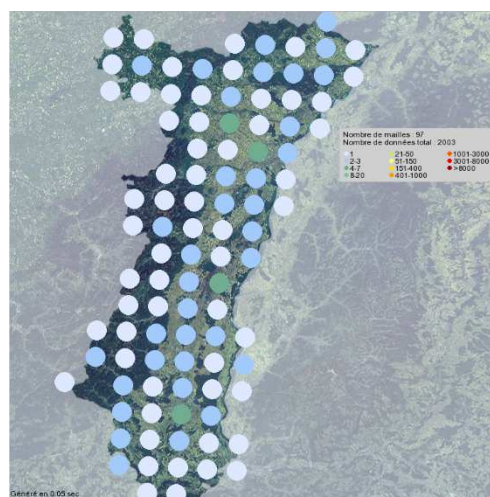 Nombre de mailles : 97
Nombre de données total : 2003
1 21-50 1001-3000
2-3 51-150 3001-8000
4-7 151-400 >8000
8-20 401-1000
Généré en 0.05 sec